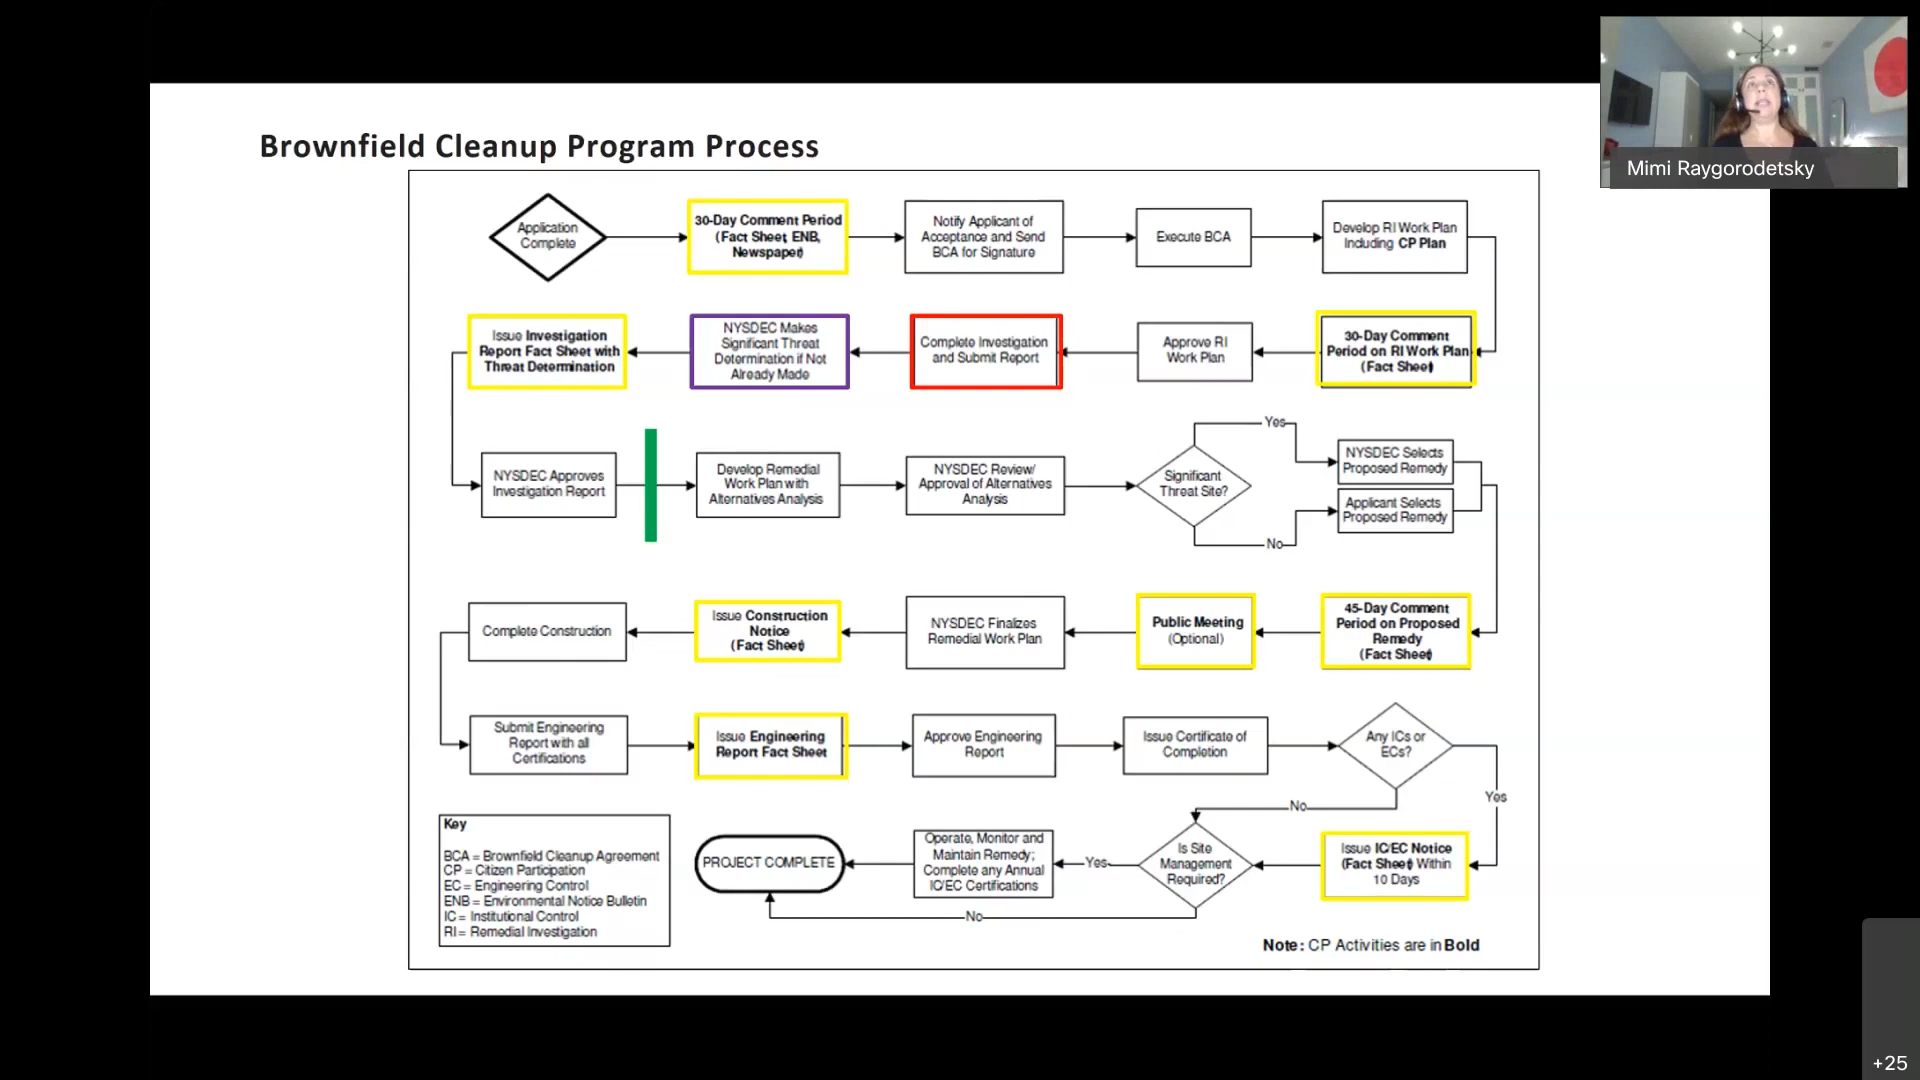 Mimi Raygorodetsky
Brownfield Cleanup Program Process
Application
Complete
30-Day Comment Period
(Fact Sheet, ENB,
Newspaper)
Notify Applicant of
Acceptance and Send
BCA for Signature
Execute BCA
Develop RI Work Plan
Including CP Plan
30-Day Comment
Period on RI Work Plan
(Fact Sheet)
Approve RI
Work Plan
Complete Investigation
and Submit Report
NYSDEC Makes
Significant Threat
Determination if Not
Already Made
Issue Investigation
Report Fact Sheet with
Threat Determination
NYSDEC Approves
Investigation Report
Develop Remedial
Work Plan with
Alternatives Analysis
NYSDEC Review/
Approval of Alternatives
Analysis
Significant
Threat Site?
Yes
NYSDEC Selects
Proposed Remedy
No
Applicant Selects
Proposed Remedy
45-Day Comment
Period on Proposed
Remedy
(Fact Sheet)
Public Meeting
(Optional)
NYSDEC Finalizes
Remedial Work Plan
Issue Construction
Notice
(Fact Sheet)
Complete Construction
Submit Engineering
Report with all
Certifications
Issue Engineering
Report Fact Sheet
Approve Engineering
Report
Issue Certificate of
Completion
Any ICs or
ECs?
Yes
No
Issue IC/EC Notice
(Fact Sheet) Within
10 Days
Is Site
Management
Required?
Yes
Operate, Monitor and
Maintain Remedy;
Complete any Annual
IC/EC Certifications
No
PROJECT COMPLETE
Key
BCA = Brownfield Cleanup Agreement
CP = Citizen Participation
EC = Engineering Control
ENB = Environmental Notice Bulletin
IC = Institutional Control
RI = Remedial Investigation
Note: CP Activities are in Bold
+25